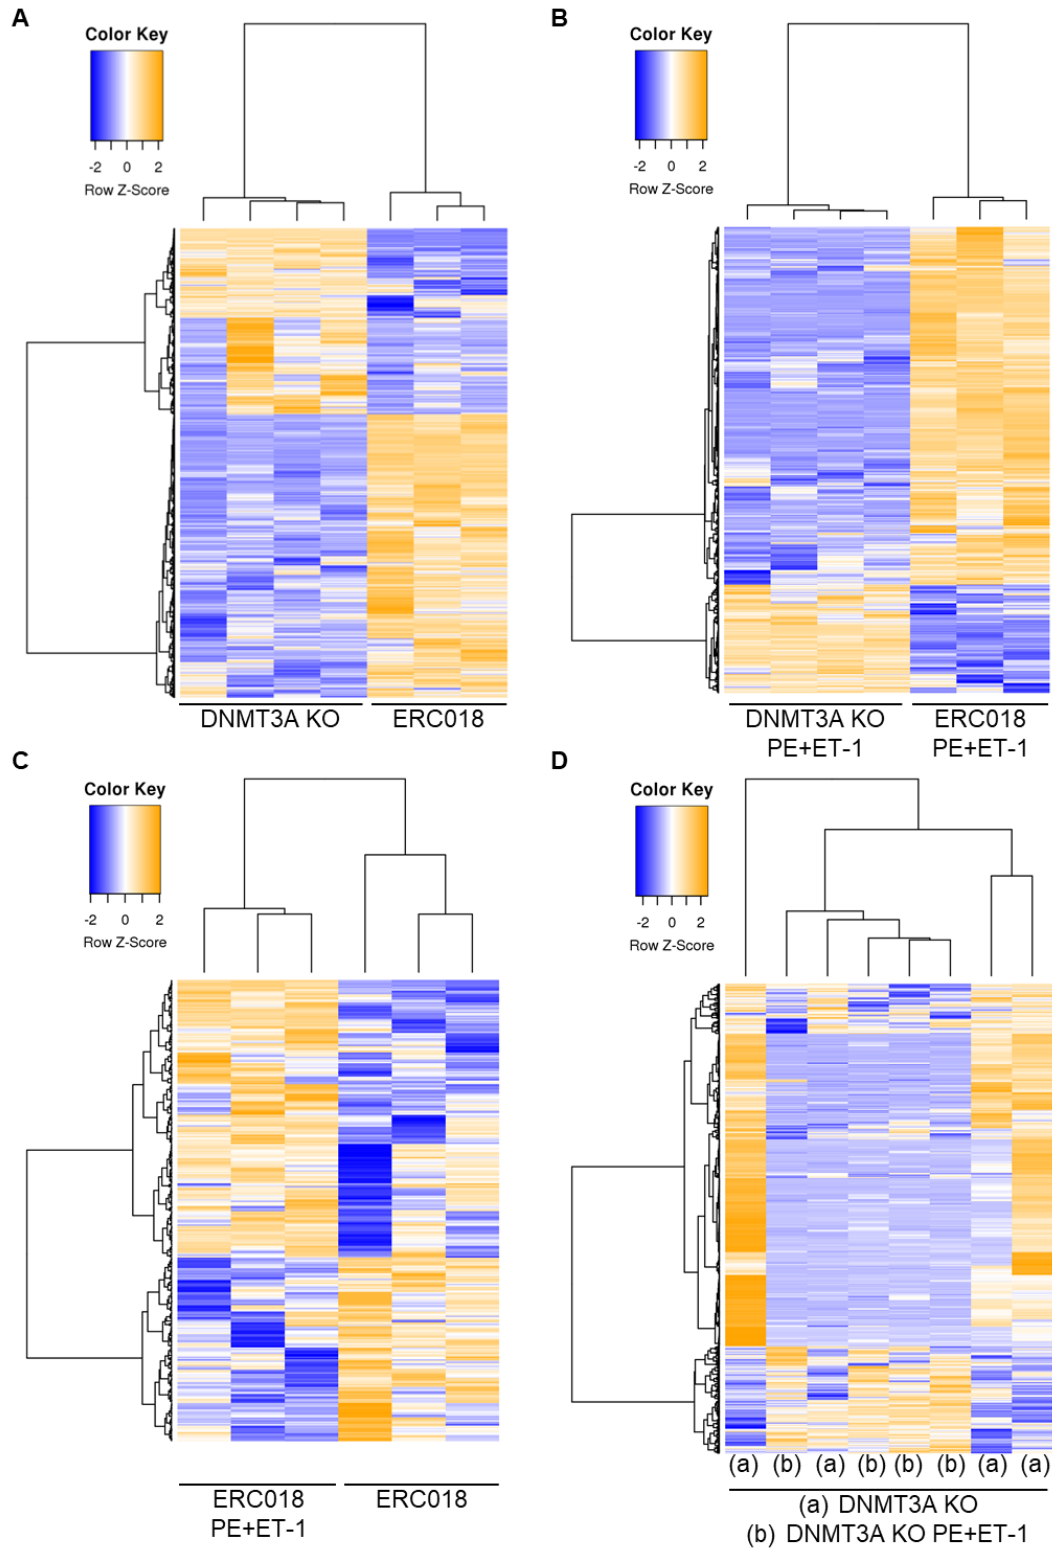 A
Color Key
-2 0 2
Row Z-Score
DNMT3A KO
ERC018
B
Color Key
-2 0 2
Row Z-Score
DNMT3A KO
PE+ET-1
ERC018
PE+ET-1
C
Color Key
-2 0 2
Row Z-Score
ERC018
PE+ET-1
ERC018
D
Color Key
-2 0 2
Row Z-Score
(a) (b) (a) (b) (b) (b) (a) (a)
(a) DNMT3A KO
(b) DNMT3A KO PE+ET-1